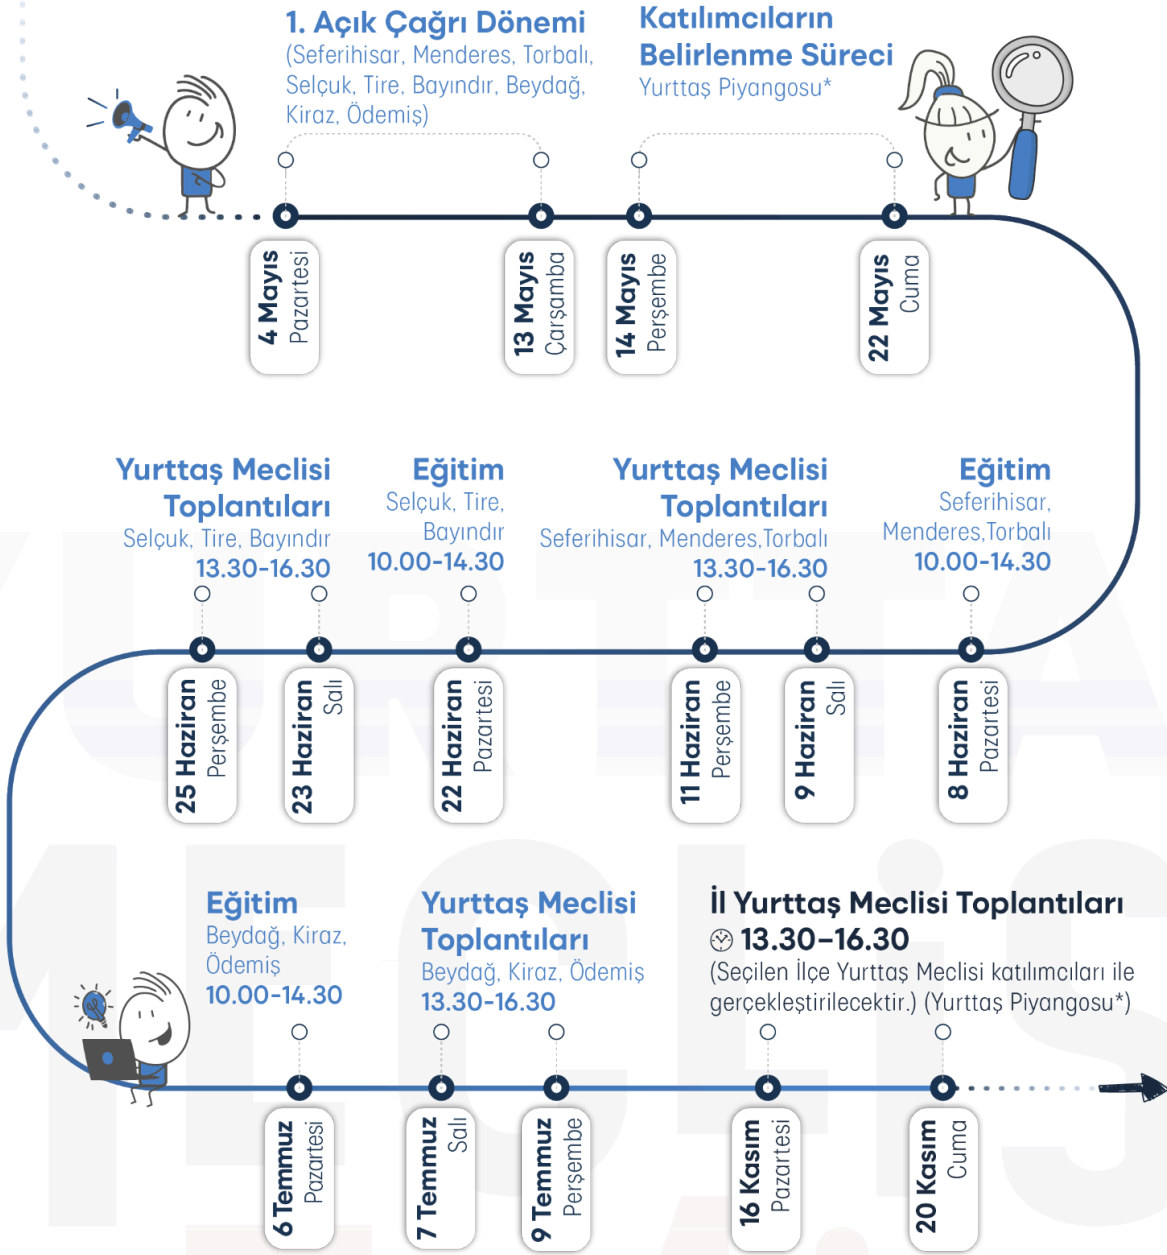 1. Açık Çağrı Dönemi
(Seferihisar, Menderes, Torbalı,
Selçuk, Tire, Bayındır, Beydağ,
Kiraz, Ödemiş)
Katılımcıların
Belirlenme Süreci
Yurttaş Piyangosu*
4 Mayıs
Pazartesi
13 Mayıs
Çarşamba
14 Mayıs
Perşembe
22 Mayıs
Cuma
Yurttaş Meclisi
Toplantıları
Selçuk, Tire, Bayındır
13.30-16.30
Eğitim
Selçuk, Tire,
Bayındır
10.00-14.30
Yurttaş Meclisi
Toplantıları
Seferihisar, Menderes,Torbalı
13.30-16.30
Eğitim
Seferihisar,
Menderes,Torbalı
10.00-14.30
25 Haziran
Perşembe
23 Haziran
Salı
22 Haziran
Pazartesi
11 Haziran
Perşembe
9 Haziran
Salı
8 Haziran
Pazartesi
Eğitim
Beydağ, Kiraz,
Ödemiş
10.00-14.30
Yurttaş Meclisi
Toplantıları
Beydağ, Kiraz, Ödemiş
13.30-16.30
İl Yurttaş Meclisi Toplantıları
13.30-16.30
(Seçilen İlçe Yurttaş Meclisi katılımcıları ile
gerçekleştirilecektir.) (Yurttaş Piyangosu*)
6 Temmuz
Pazartesi
7 Temmuz
Salı
9 Temmuz
Perşembe
16 Kasım
Pazartesi
20 Kasım
Cuma
YURTTA
MECLİS